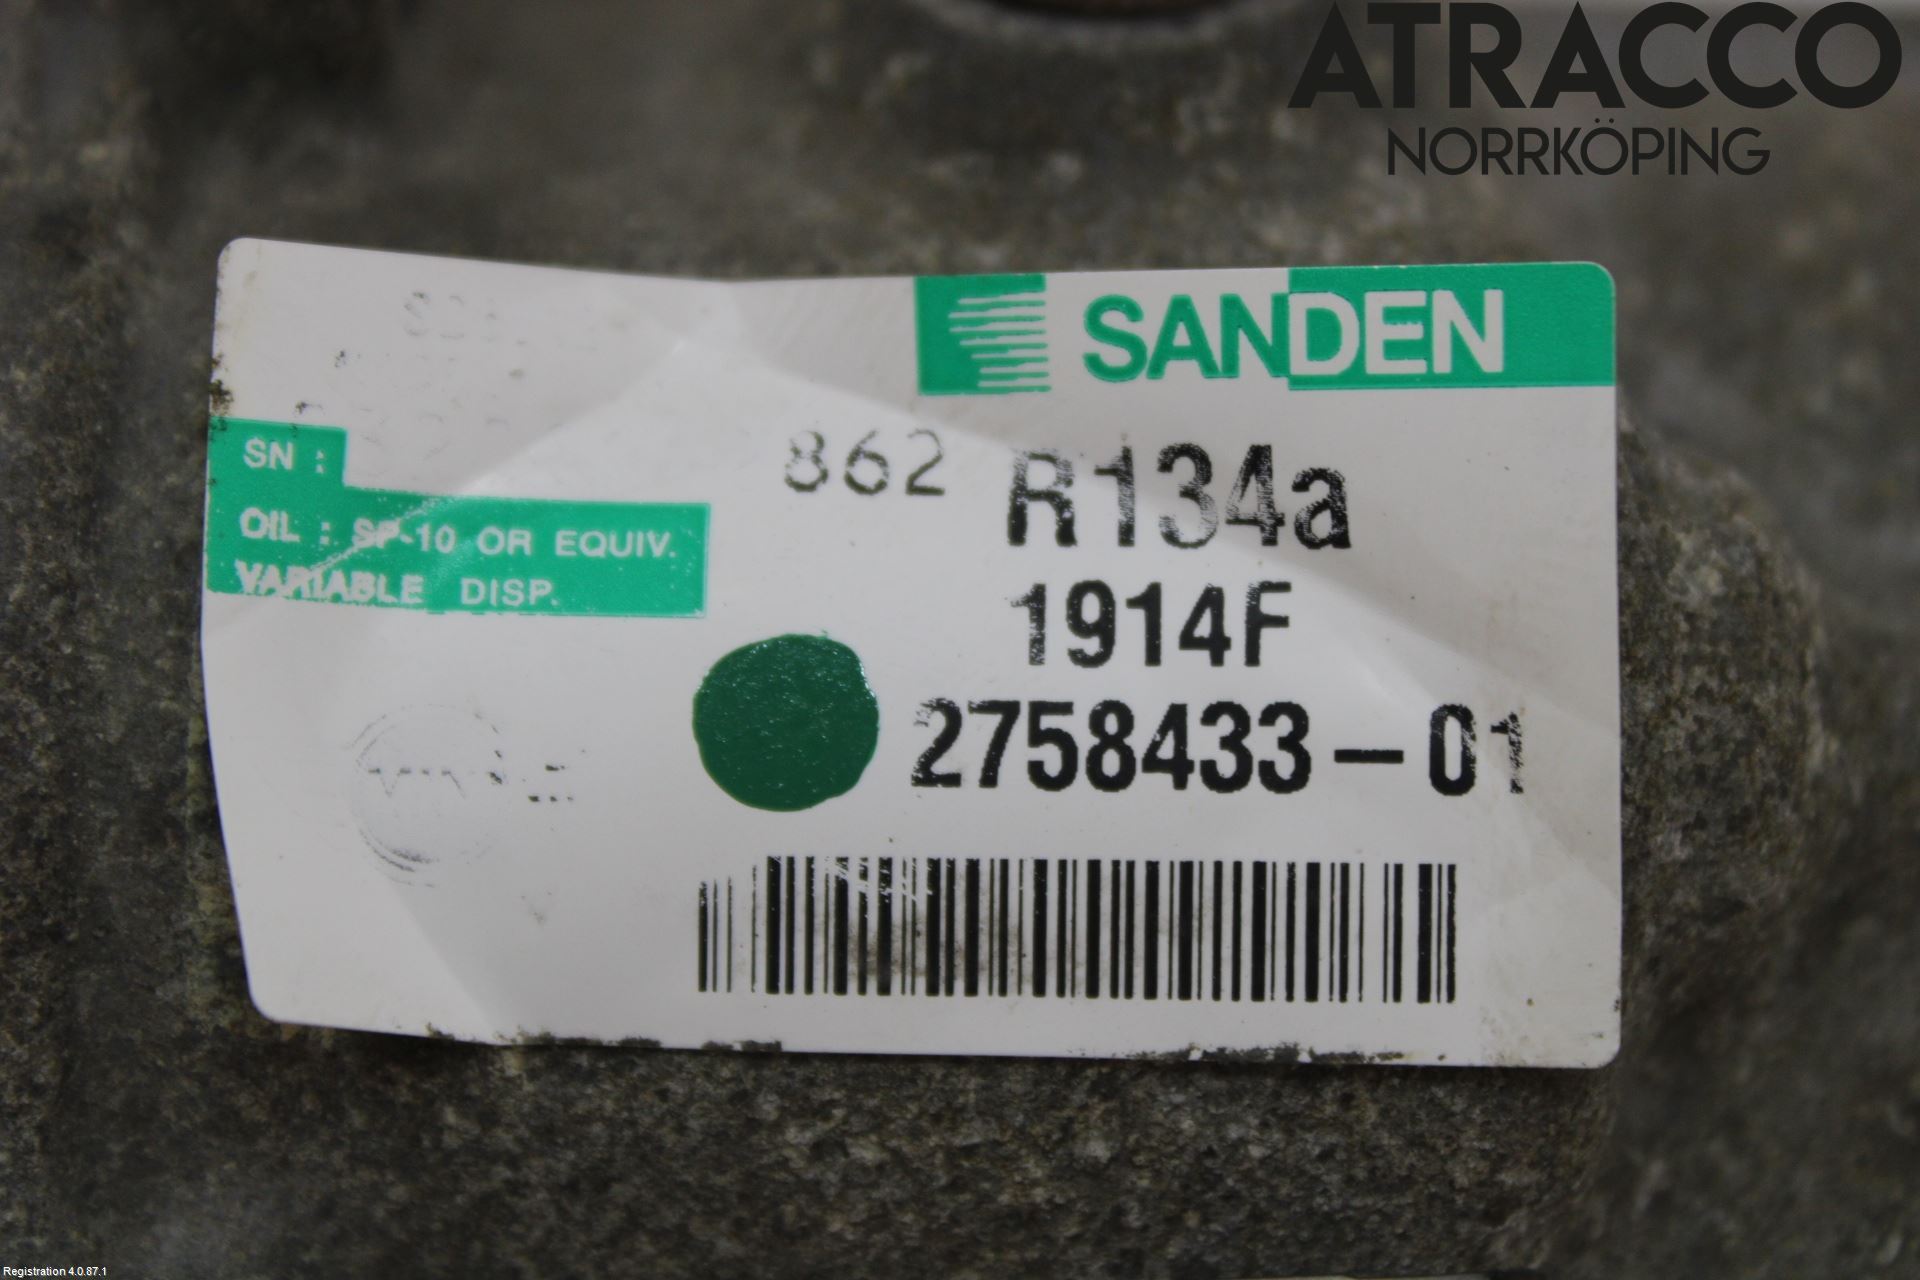 ATRACCO
NORRKÖPING
SANDEN
SN :
862 R134a
OIL : SP-10 OR EQUIV.
VARIABLE DISP.
1914F
2758433-01
Registration 4.0.87.1